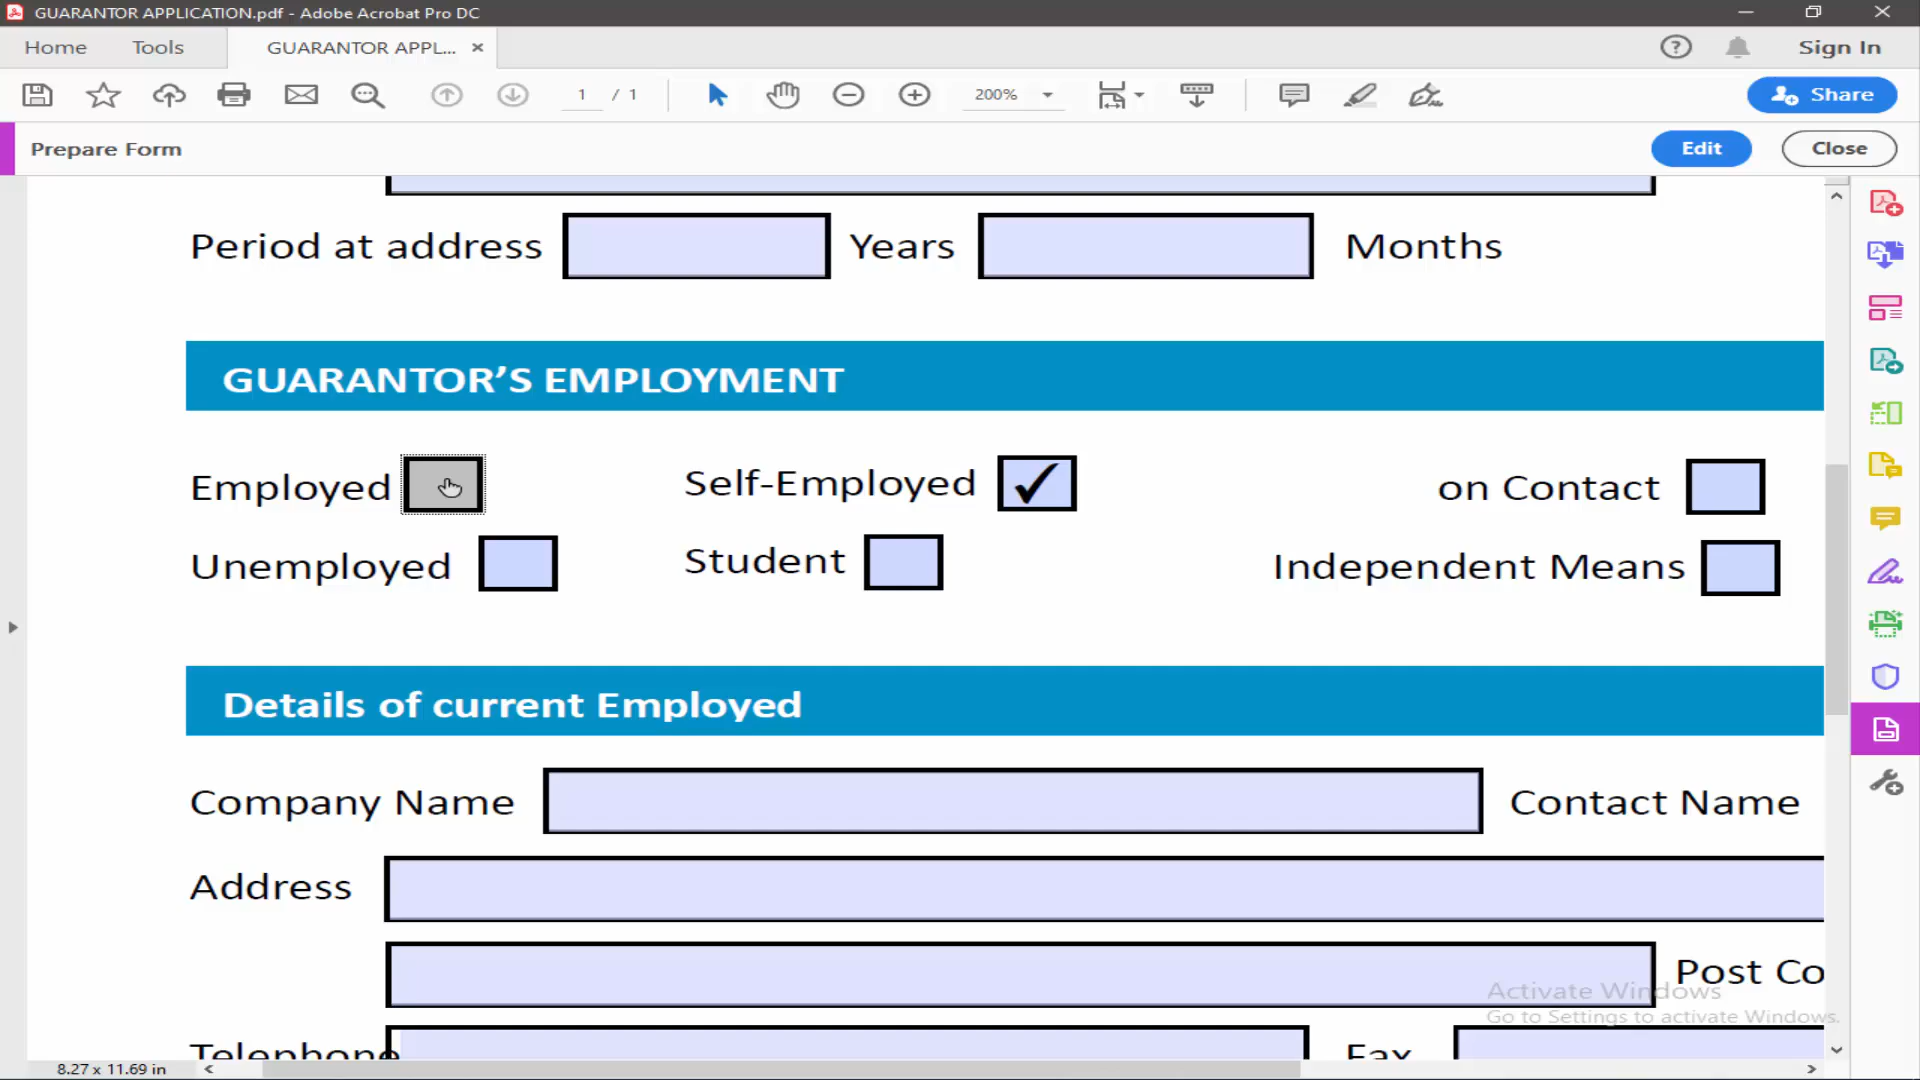 GUARANTOR APPLICATION.pdf - Adobe Acrobat Pro DC
Home Tools GUARANTOR APPL... × Sign In
1 / 1 200% Share
Prepare Form Edit Close
Period at address Years Months
GUARANTOR’S EMPLOYMENT
Employed Self-Employed on Contact
Unemployed Student Independent Means
Details of current Employed
Company Name Contact Name
Address
Post Co
Activate Windows
Go to Settings to activate Windows.
Telephone Fax
8.27 x 11.69 in